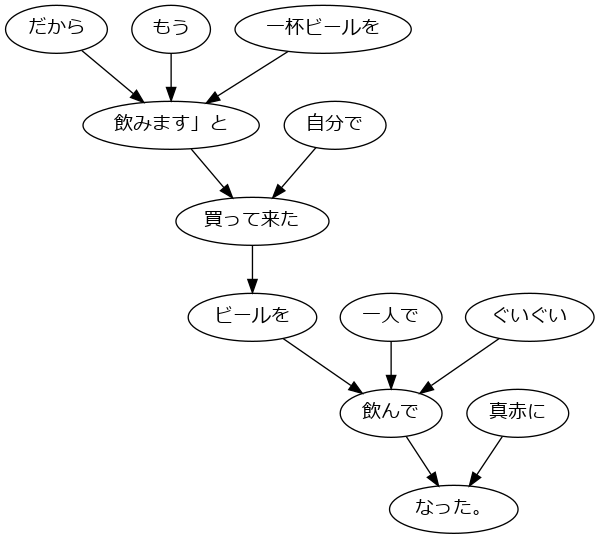 だから
もう
一杯ビールを
飲みます」と
自分で
買って来た
ビールを
一人で
ぐいぐい
飲んで
真赤に
なった。